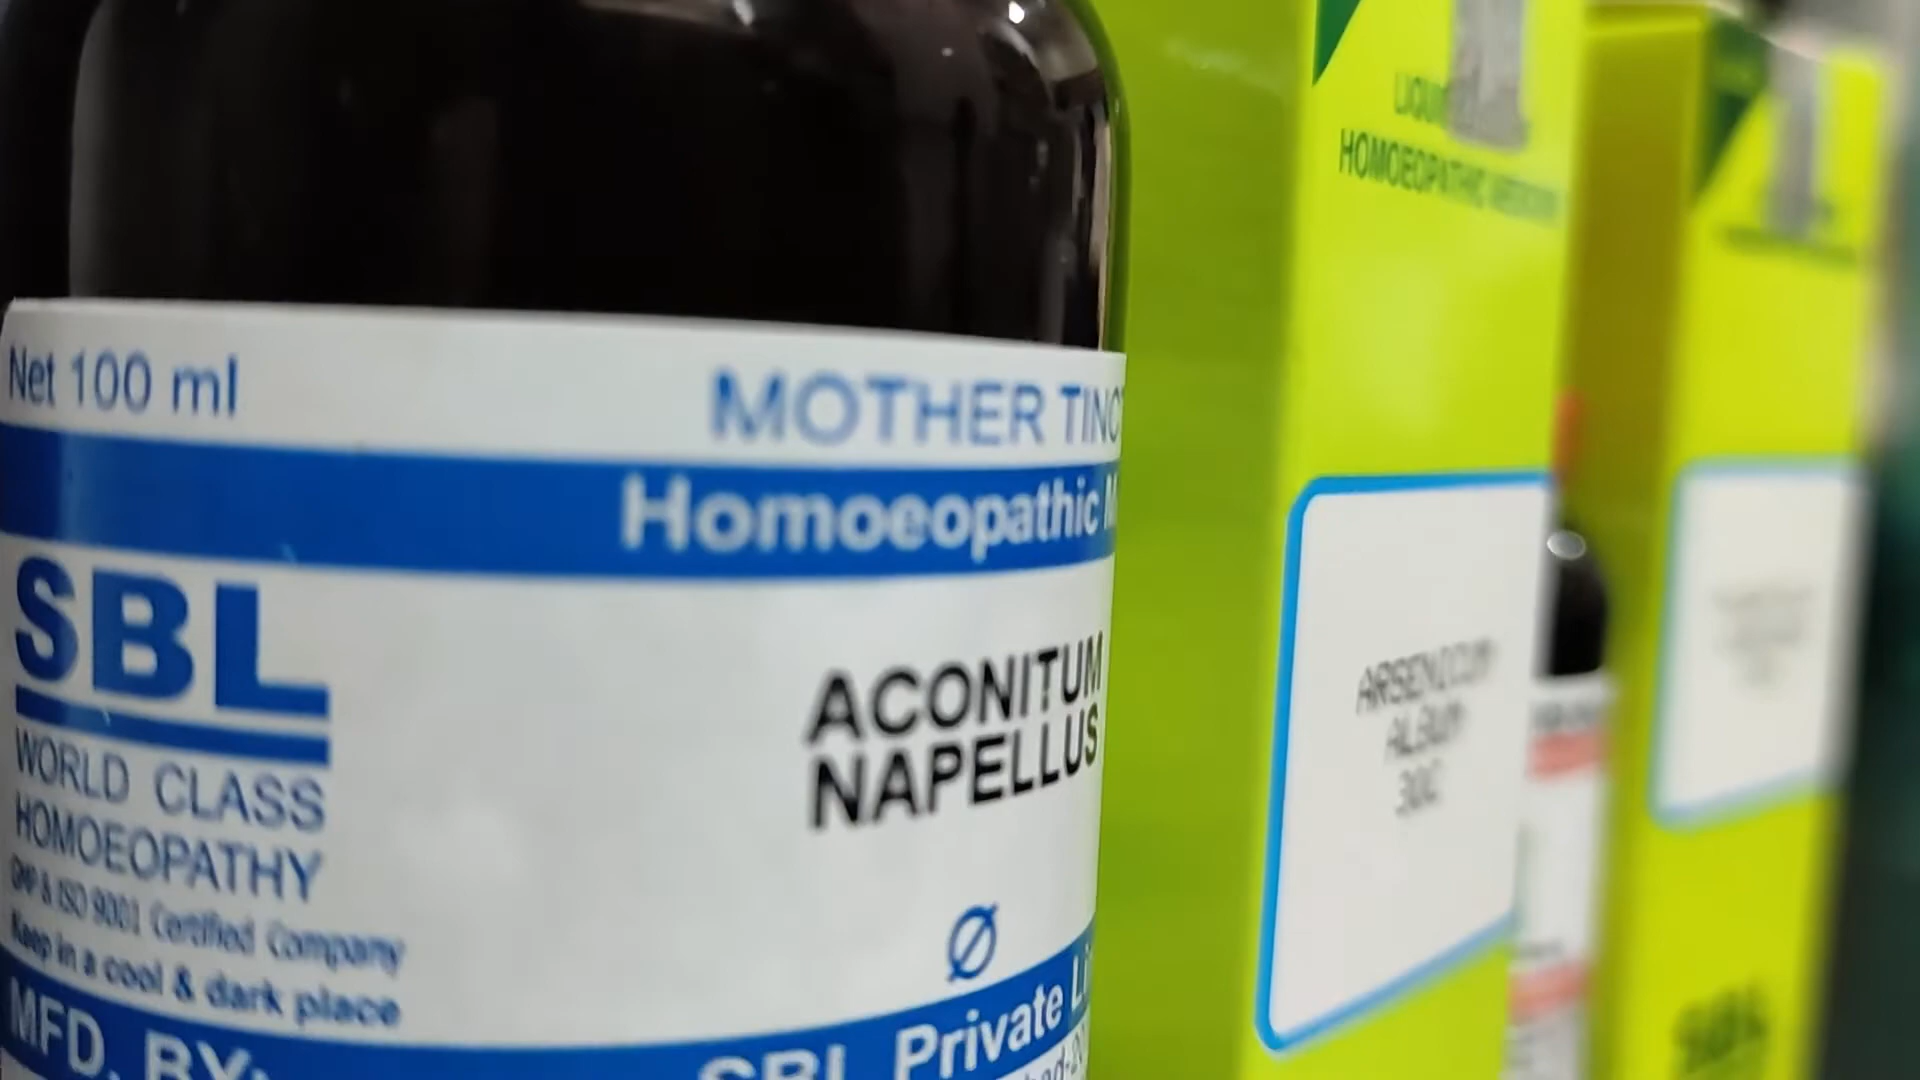 Net 100 ml
MOTHER TINC
Homoeopathic M
SBL
WORLD CLASS
HOMOEOPATHY
GMP & ISO 9001 Certified Company
Keep in a cool & dark place
MFD. BY:
ACONITUM
NAPELLUS
Ø
SBL Private Li
HOMOEOPATHIC
ARSENICUM
ALBUM
30C
SBL